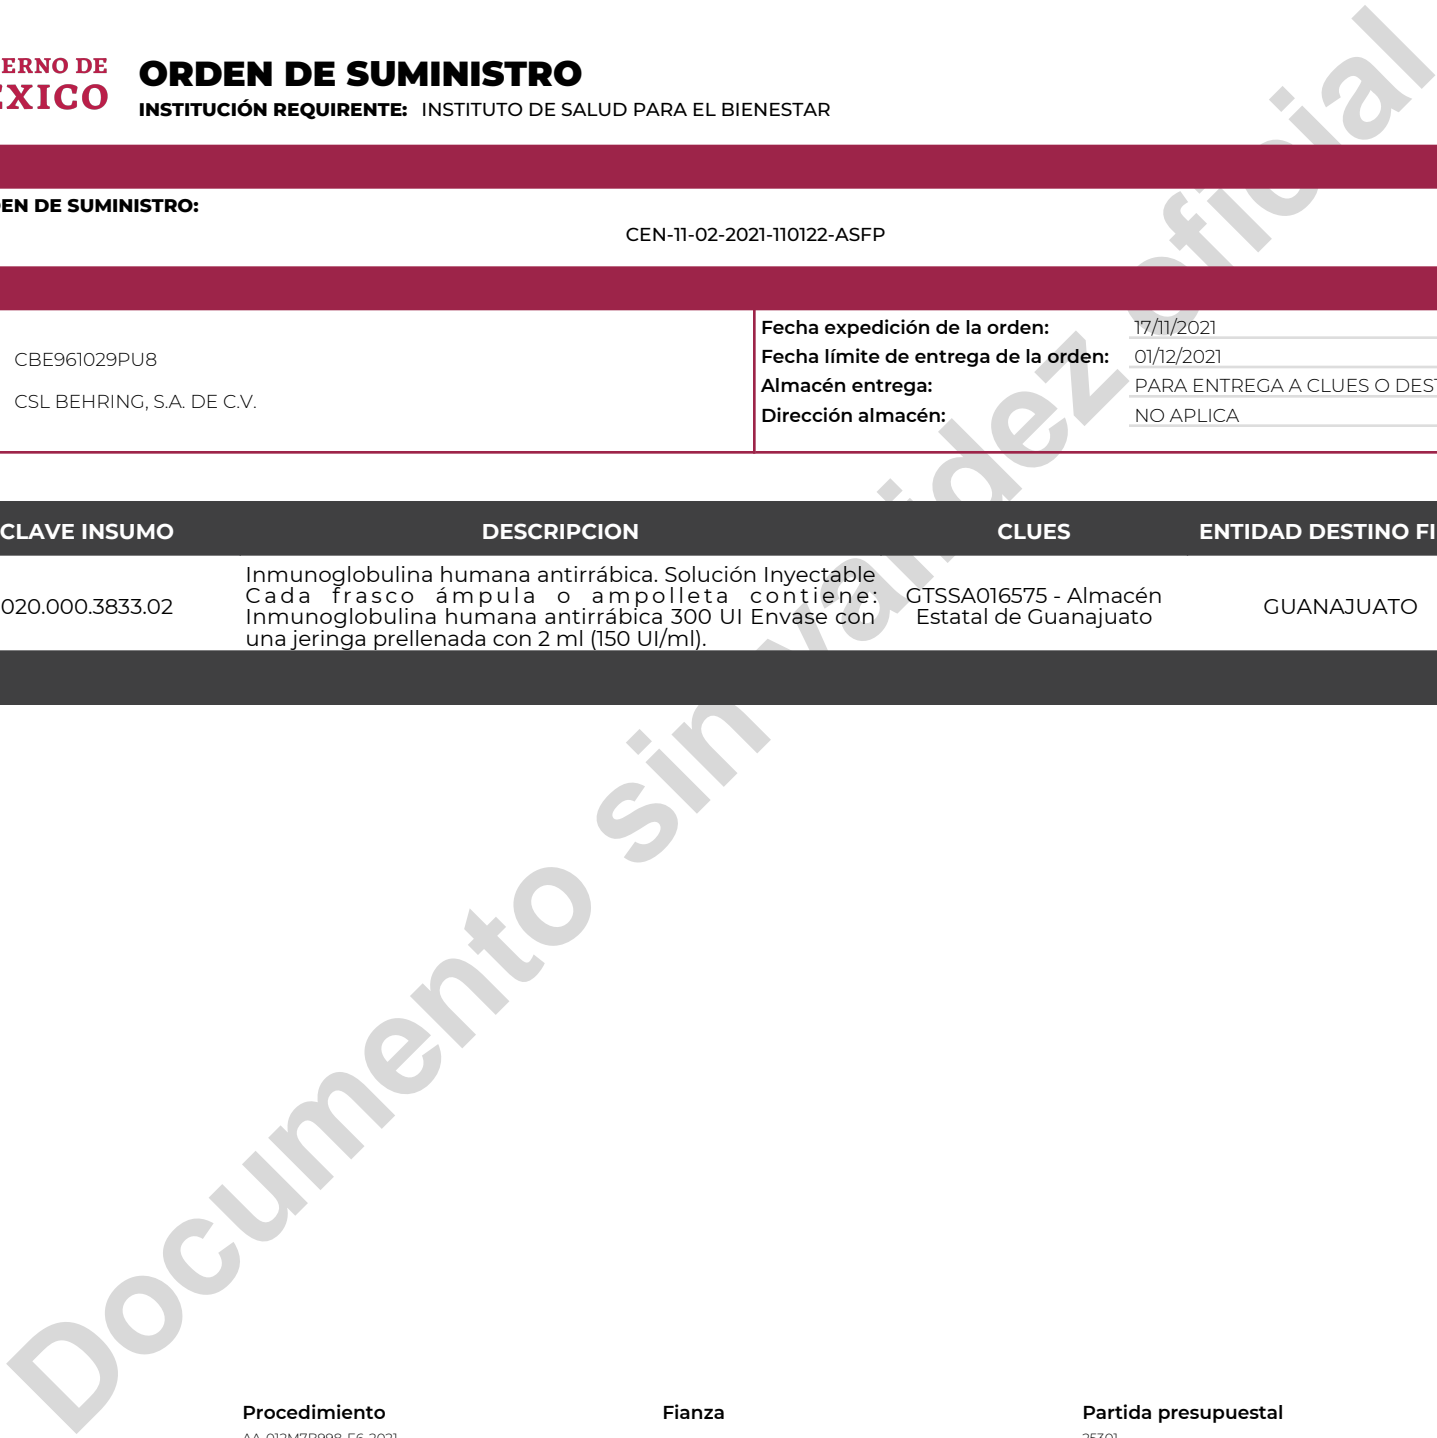 ERNO DE
EXICO
ORDEN DE SUMINISTRO
INSTITUCIÓN REQUIRENTE: INSTITUTO DE SALUD PARA EL BIENESTAR
EN DE SUMINISTRO:
CEN-11-02-2021-110122-ASFP
CBE961029PU8
CSL BEHRING, S.A. DE C.V.
Fecha expedición de la orden: 17/11/2021
Fecha límite de entrega de la orden: 01/12/2021
Almacén entrega: PARA ENTREGA A CLUES O DEST
Dirección almacén: NO APLICA
CLAVE INSUMO DESCRIPCION CLUES ENTIDAD DESTINO FI
020.000.3833.02
Inmunoglobulina humana antirrábica. Solución Inyectable
Cada frasco ámpula o ampolleta contiene:
Inmunoglobulina humana antirrábica 300 UI Envase con
una jeringa prellenada con 2 ml (150 UI/ml).
GTSSA016575 - Almacén
Estatal de Guanajuato
GUANAJUATO
Documento sin validez oficial
Procedimiento Fianza Partida presupuestal